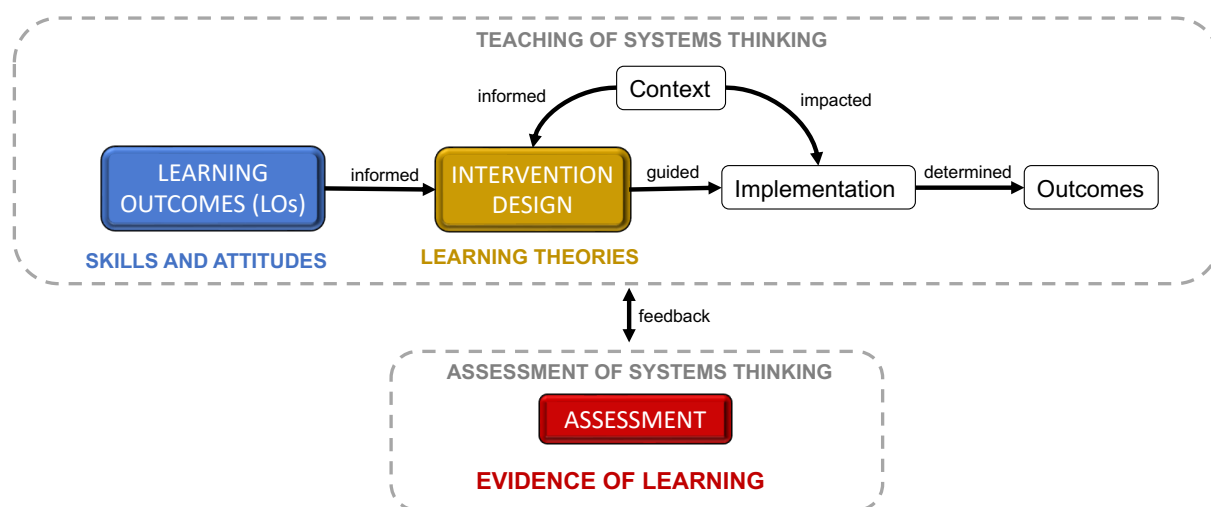 TEACHING OF SYSTEMS THINKING
Context
informed
impacted
LEARNING
OUTCOMES (LOs)
informed
INTERVENTION
DESIGN
guided
Implementation
determined
Outcomes
SKILLS AND ATTITUDES
LEARNING THEORIES
feedback
ASSESSMENT OF SYSTEMS THINKING
ASSESSMENT
EVIDENCE OF LEARNING